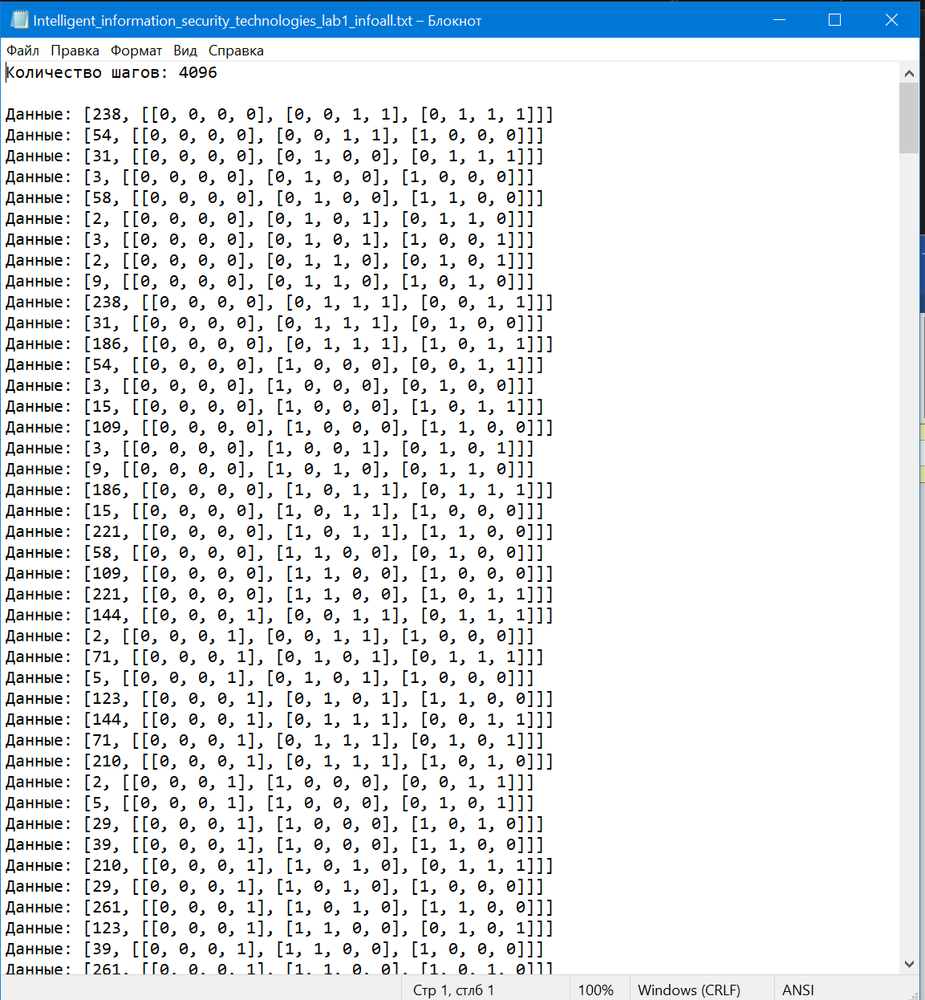 Intelligent_information_security_technologies_lab1_infoall.txt – Блокнот
Файл Правка Формат Вид Справка
Количество шагов: 4096
Данные: [238, [[0, 0, 0, 0], [0, 0, 1, 1], [0, 1, 1, 1]]]
Данные: [54, [[0, 0, 0, 0], [0, 0, 1, 1], [1, 0, 0, 0]]]
Данные: [31, [[0, 0, 0, 0], [0, 1, 0, 0], [0, 1, 1, 1]]]
Данные: [3, [[0, 0, 0, 0], [0, 1, 0, 0], [1, 0, 0, 0]]]
Данные: [58, [[0, 0, 0, 0], [0, 1, 0, 0], [1, 1, 0, 0]]]
Данные: [2, [[0, 0, 0, 0], [0, 1, 0, 1], [0, 1, 1, 0]]]
Данные: [3, [[0, 0, 0, 0], [0, 1, 0, 1], [1, 0, 0, 1]]]
Данные: [2, [[0, 0, 0, 0], [0, 1, 1, 0], [0, 1, 0, 1]]]
Данные: [9, [[0, 0, 0, 0], [0, 1, 1, 0], [1, 0, 1, 0]]]
Данные: [238, [[0, 0, 0, 0], [0, 1, 1, 1], [0, 0, 1, 1]]]
Данные: [31, [[0, 0, 0, 0], [0, 1, 1, 1], [0, 1, 0, 0]]]
Данные: [186, [[0, 0, 0, 0], [0, 1, 1, 1], [1, 0, 1, 1]]]
Данные: [54, [[0, 0, 0, 0], [1, 0, 0, 0], [0, 0, 1, 1]]]
Данные: [3, [[0, 0, 0, 0], [1, 0, 0, 0], [0, 1, 0, 0]]]
Данные: [15, [[0, 0, 0, 0], [1, 0, 0, 0], [1, 0, 1, 1]]]
Данные: [109, [[0, 0, 0, 0], [1, 0, 0, 0], [1, 1, 0, 0]]]
Данные: [3, [[0, 0, 0, 0], [1, 0, 0, 1], [0, 1, 0, 1]]]
Данные: [9, [[0, 0, 0, 0], [1, 0, 1, 0], [0, 1, 1, 0]]]
Данные: [186, [[0, 0, 0, 0], [1, 0, 1, 1], [0, 1, 1, 1]]]
Данные: [15, [[0, 0, 0, 0], [1, 0, 1, 1], [1, 0, 0, 0]]]
Данные: [221, [[0, 0, 0, 0], [1, 0, 1, 1], [1, 1, 0, 0]]]
Данные: [58, [[0, 0, 0, 0], [1, 1, 0, 0], [0, 1, 0, 0]]]
Данные: [109, [[0, 0, 0, 0], [1, 1, 0, 0], [1, 0, 0, 0]]]
Данные: [221, [[0, 0, 0, 0], [1, 1, 0, 0], [1, 0, 1, 1]]]
Данные: [144, [[0, 0, 0, 1], [0, 0, 1, 1], [0, 1, 1, 1]]]
Данные: [2, [[0, 0, 0, 1], [0, 0, 1, 1], [1, 0, 0, 0]]]
Данные: [71, [[0, 0, 0, 1], [0, 1, 0, 1], [0, 1, 1, 1]]]
Данные: [5, [[0, 0, 0, 1], [0, 1, 0, 1], [1, 0, 0, 0]]]
Данные: [123, [[0, 0, 0, 1], [0, 1, 0, 1], [1, 1, 0, 0]]]
Данные: [144, [[0, 0, 0, 1], [0, 1, 1, 1], [0, 0, 1, 1]]]
Данные: [71, [[0, 0, 0, 1], [0, 1, 1, 1], [0, 1, 0, 1]]]
Данные: [210, [[0, 0, 0, 1], [0, 1, 1, 1], [1, 0, 1, 0]]]
Данные: [2, [[0, 0, 0, 1], [1, 0, 0, 0], [0, 0, 1, 1]]]
Данные: [5, [[0, 0, 0, 1], [1, 0, 0, 0], [0, 1, 0, 1]]]
Данные: [29, [[0, 0, 0, 1], [1, 0, 0, 0], [1, 0, 1, 0]]]
Данные: [39, [[0, 0, 0, 1], [1, 0, 0, 0], [1, 1, 0, 0]]]
Данные: [210, [[0, 0, 0, 1], [1, 0, 1, 0], [0, 1, 1, 1]]]
Данные: [29, [[0, 0, 0, 1], [1, 0, 1, 0], [1, 0, 0, 0]]]
Данные: [261, [[0, 0, 0, 1], [1, 0, 1, 0], [1, 1, 0, 0]]]
Данные: [123, [[0, 0, 0, 1], [1, 1, 0, 0], [0, 1, 0, 1]]]
Данные: [39, [[0, 0, 0, 1], [1, 1, 0, 0], [1, 0, 0, 0]]]
Данные: [261, [[0, 0, 0, 1], [1, 1, 0, 0], [1, 0, 1, 0]]]
Стр 1, стлб 1 100% Windows (CRLF) ANSI